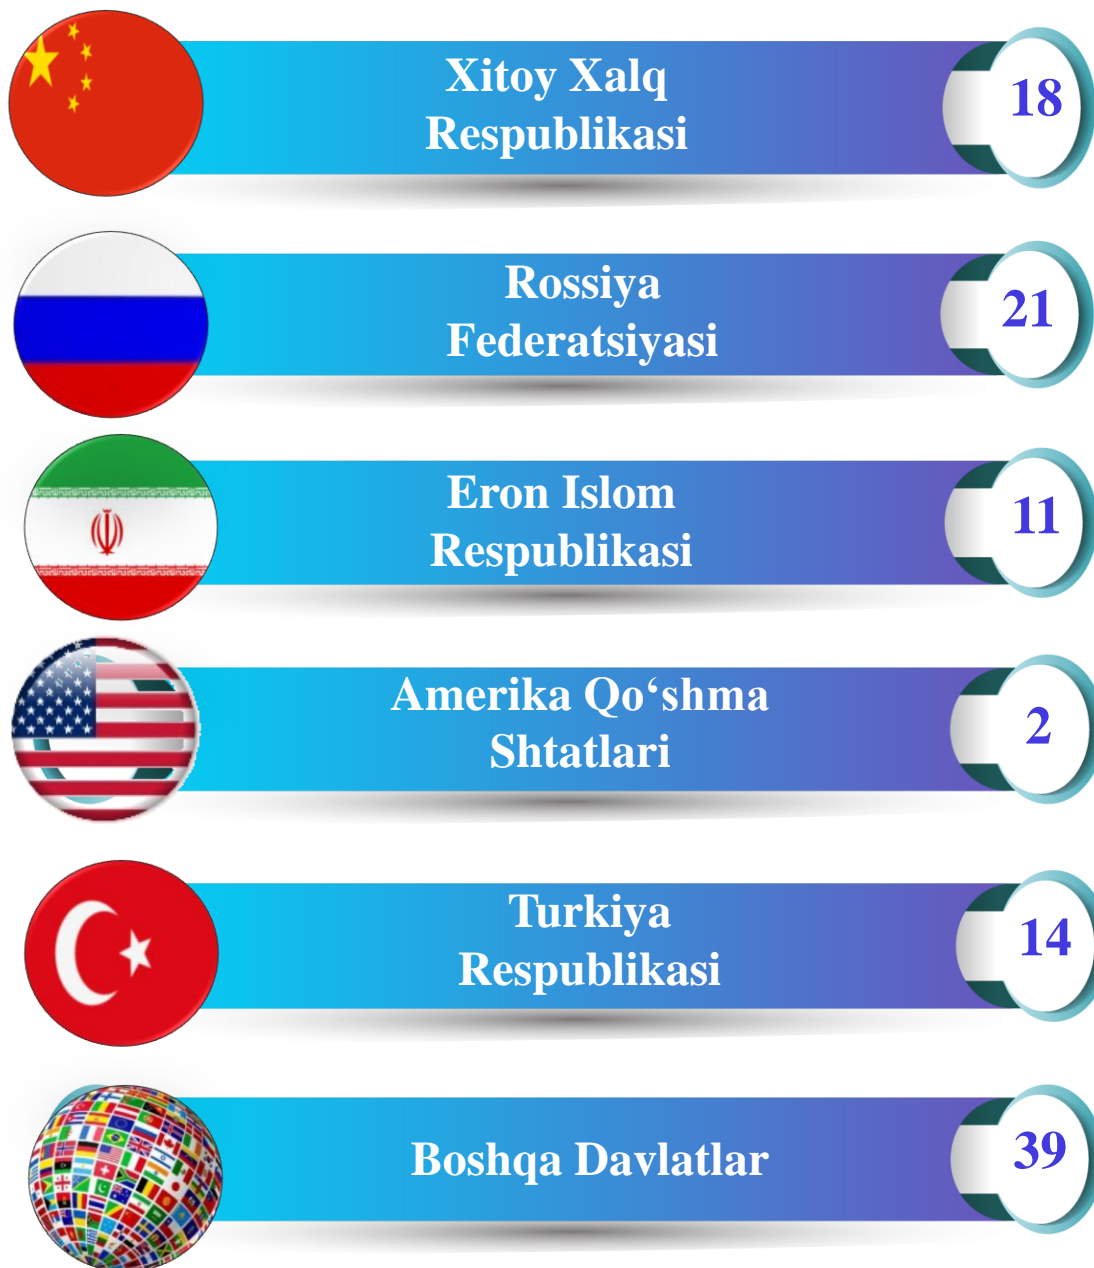 Xitoy Xalq
Respublikasi
18
Rossiya
Federatsiyasi
21
Eron Islom
Respublikasi
11
Amerika Qo‘shma
Shtatlari
2
Turkiya
Respublikasi
14
Boshqa Davlatlar
39